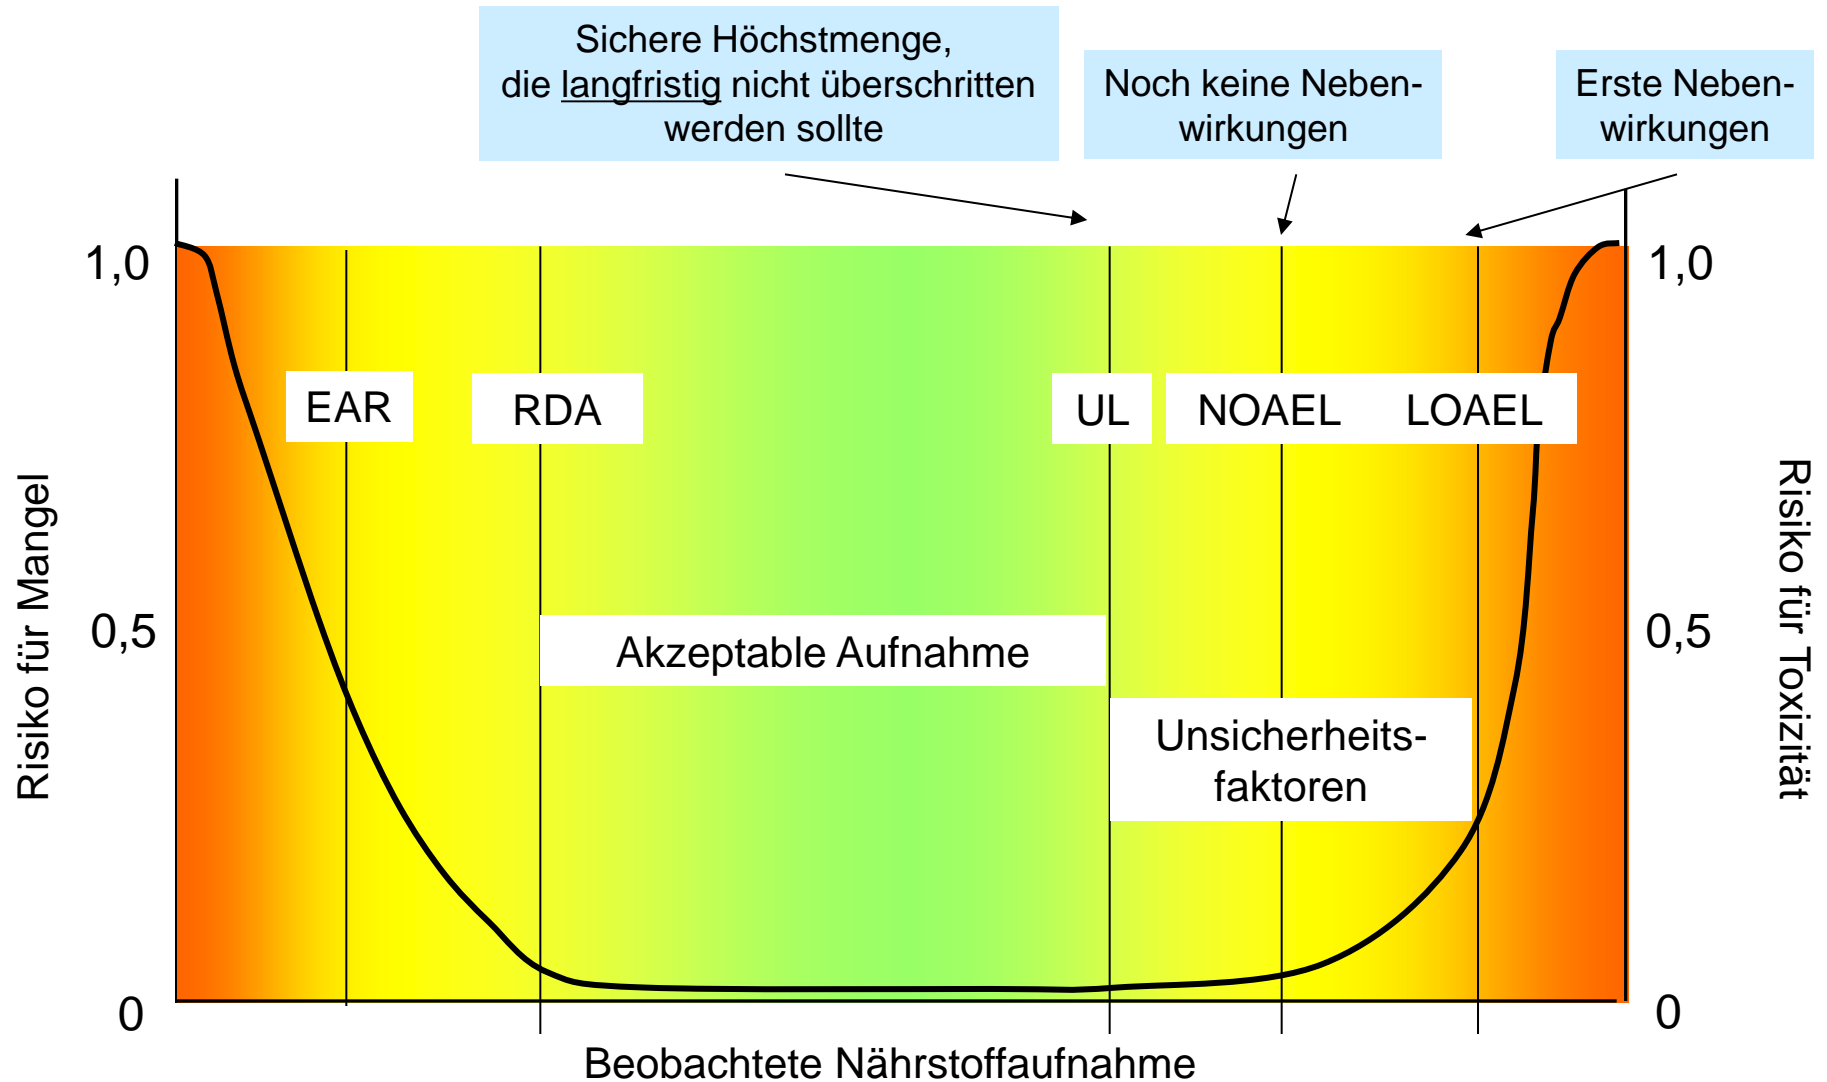 Sichere Höchstmenge,
die langfristig nicht überschritten
werden sollte
Noch keine Neben-
wirkungen
Erste Neben-
wirkungen
1,0
1,0
EAR
RDA
UL
NOAEL
LOAEL
Risiko für Mangel
Risiko für Toxizität
0,5
0,5
Akzeptable Aufnahme
Unsicherheits-
faktoren
0
0
Beobachtete Nährstoffaufnahme